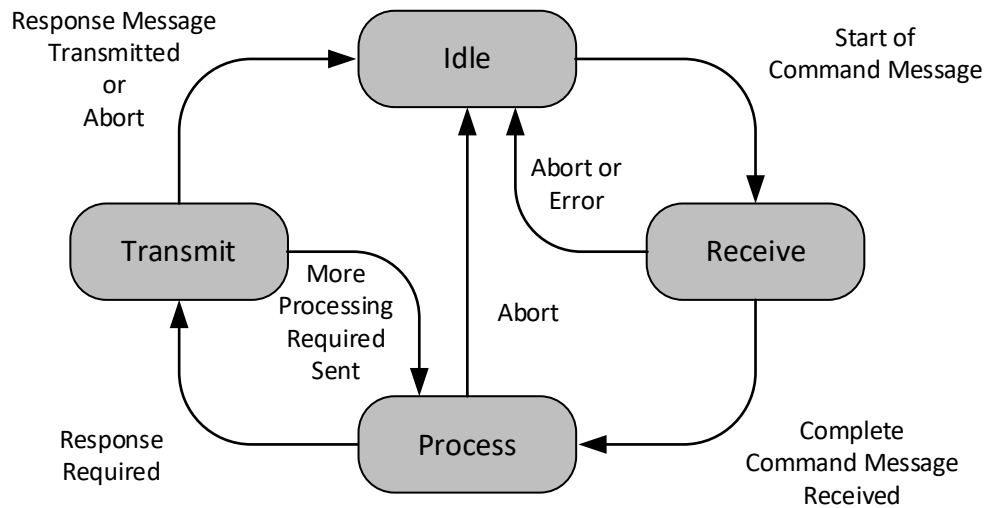 Response Message
Transmitted
or
Abort
Idle
Start of
Command Message
Abort or
Error
Transmit
Receive
More
Processing
Required
Sent
Abort
Response
Required
Process
Complete
Command Message
Received